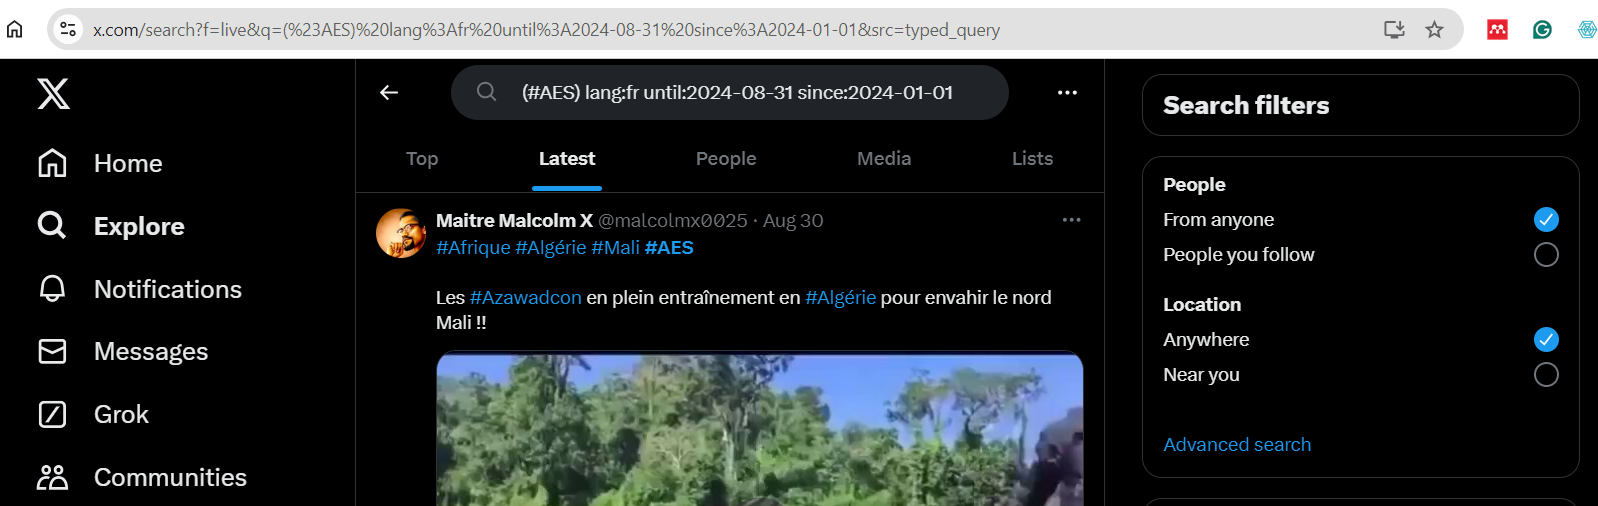 x.com/search?f=live&q=(%23AES)%20lang%3Afr%20until%3A2024-08-31%20since%3A2024-01-01&src=typed_query
X
Home
Explore
Notifications
Messages
Grok
Communities
(#AES) lang:fr until:2024-08-31 since:2024-01-01
Top Latest People Media Lists
Maitre Malcolm X @malcolmx0025 · Aug 30
#Afrique #Algérie #Mali #AES
Les #Azawadcon en plein entraînement en #Algérie pour envahir le nord
Mali !!
Search filters
People
From anyone
People you follow
Location
Anywhere
Near you
Advanced search